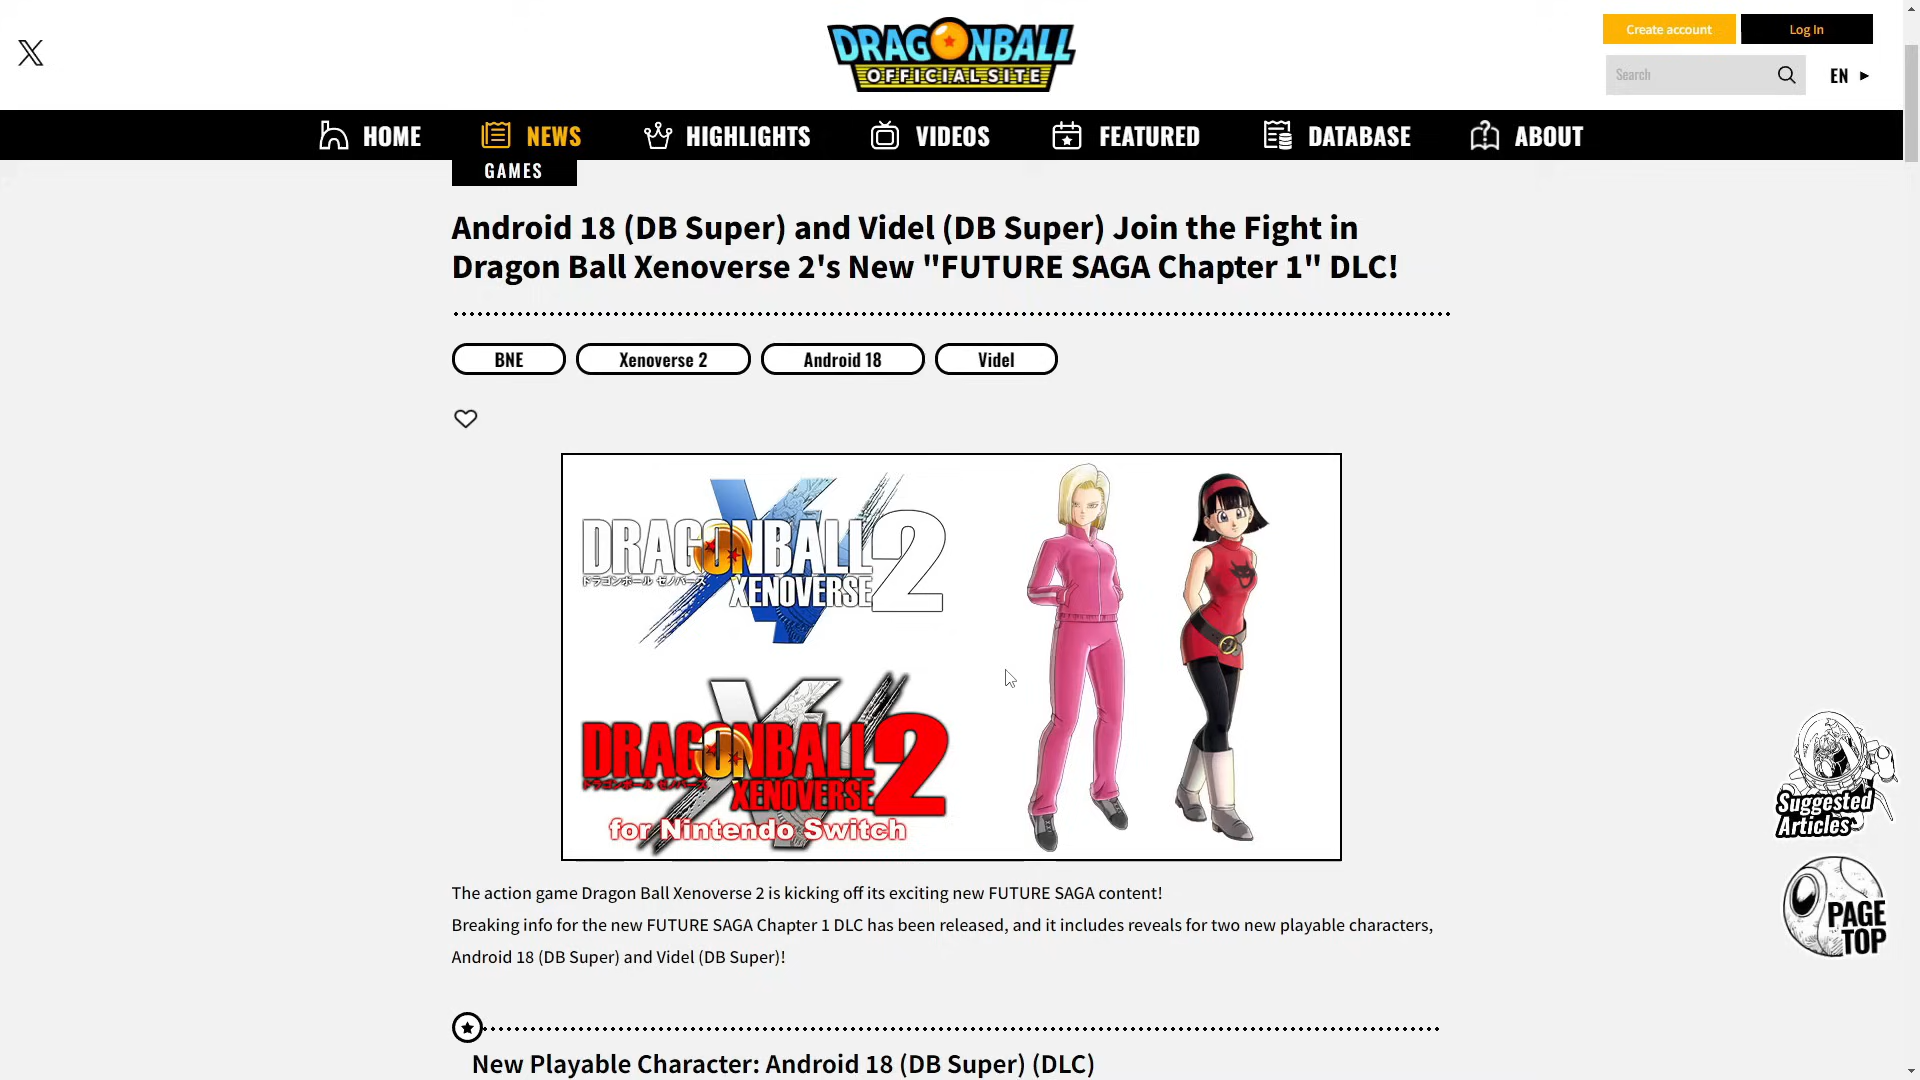 DRAGONBALL
OFFICIAL SITE
Create account
Log In
Search
EN ►
HOME
NEWS
HIGHLIGHTS
VIDEOS
FEATURED
DATABASE
ABOUT
GAMES
Android 18 (DB Super) and Videl (DB Super) Join the Fight in
Dragon Ball Xenoverse 2's New "FUTURE SAGA Chapter 1" DLC!
BNE
Xenoverse 2
Android 18
Videl
DRAGONBALL 2
ドラゴンボール ゼノバース
XENOVERSE
DRAGONBALL 2
ドラゴンボール ゼノバース
XENOVERSE
for Nintendo Switch
The action game Dragon Ball Xenoverse 2 is kicking off its exciting new FUTURE SAGA content!
Breaking info for the new FUTURE SAGA Chapter 1 DLC has been released, and it includes reveals for two new playable characters,
Android 18 (DB Super) and Videl (DB Super)!
Suggested
Articles
PAGE
TOP
New Playable Character: Android 18 (DB Super) (DLC)